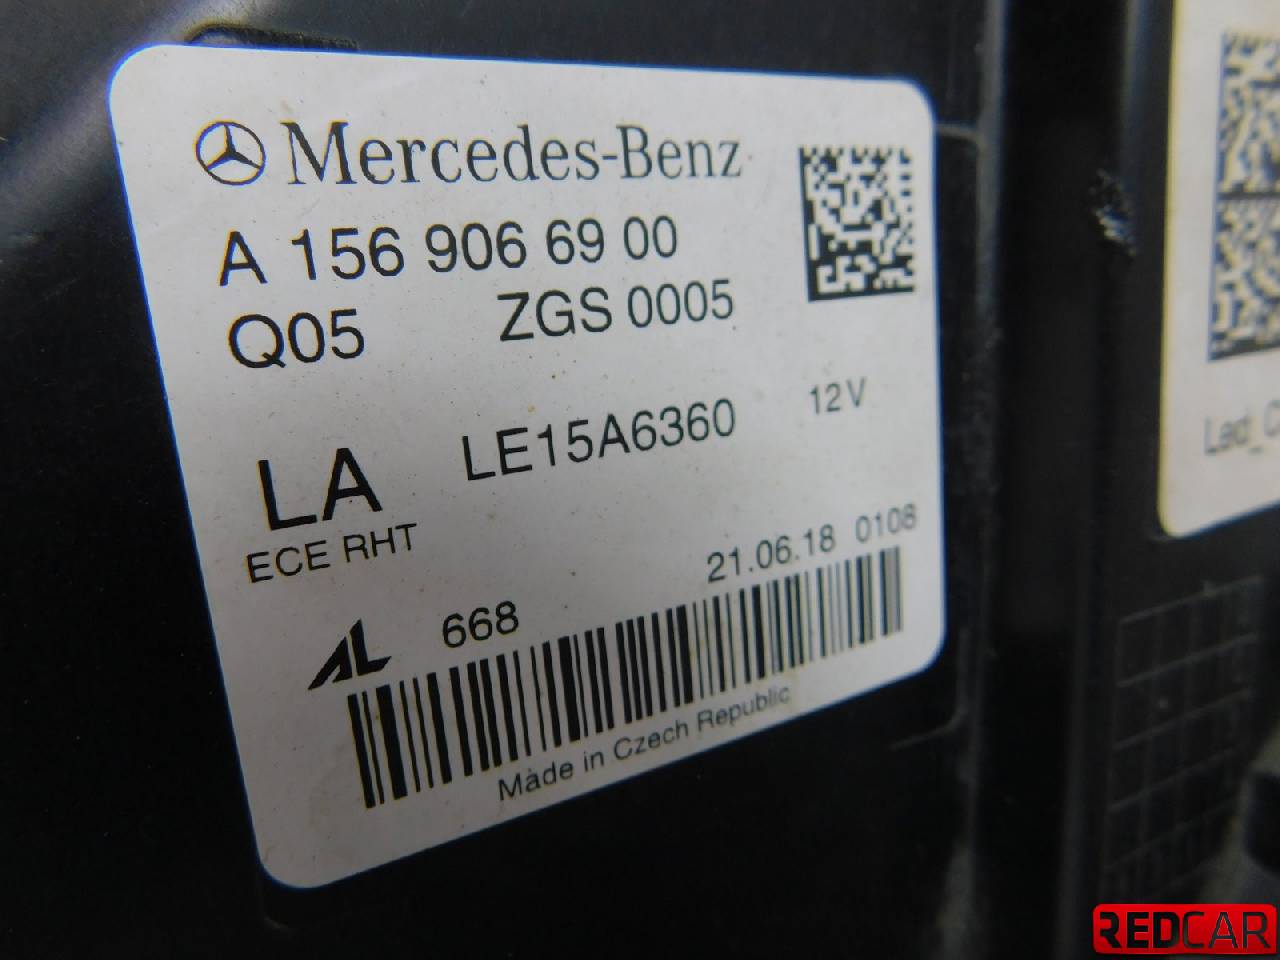 Mercedes-Benz
A 156 906 69 00
Q05 ZGS 0005
LA LE15A6360 12V
ECE RHT
21.06.18 0108
AL 668
Made in Czech Republic
REDCAR